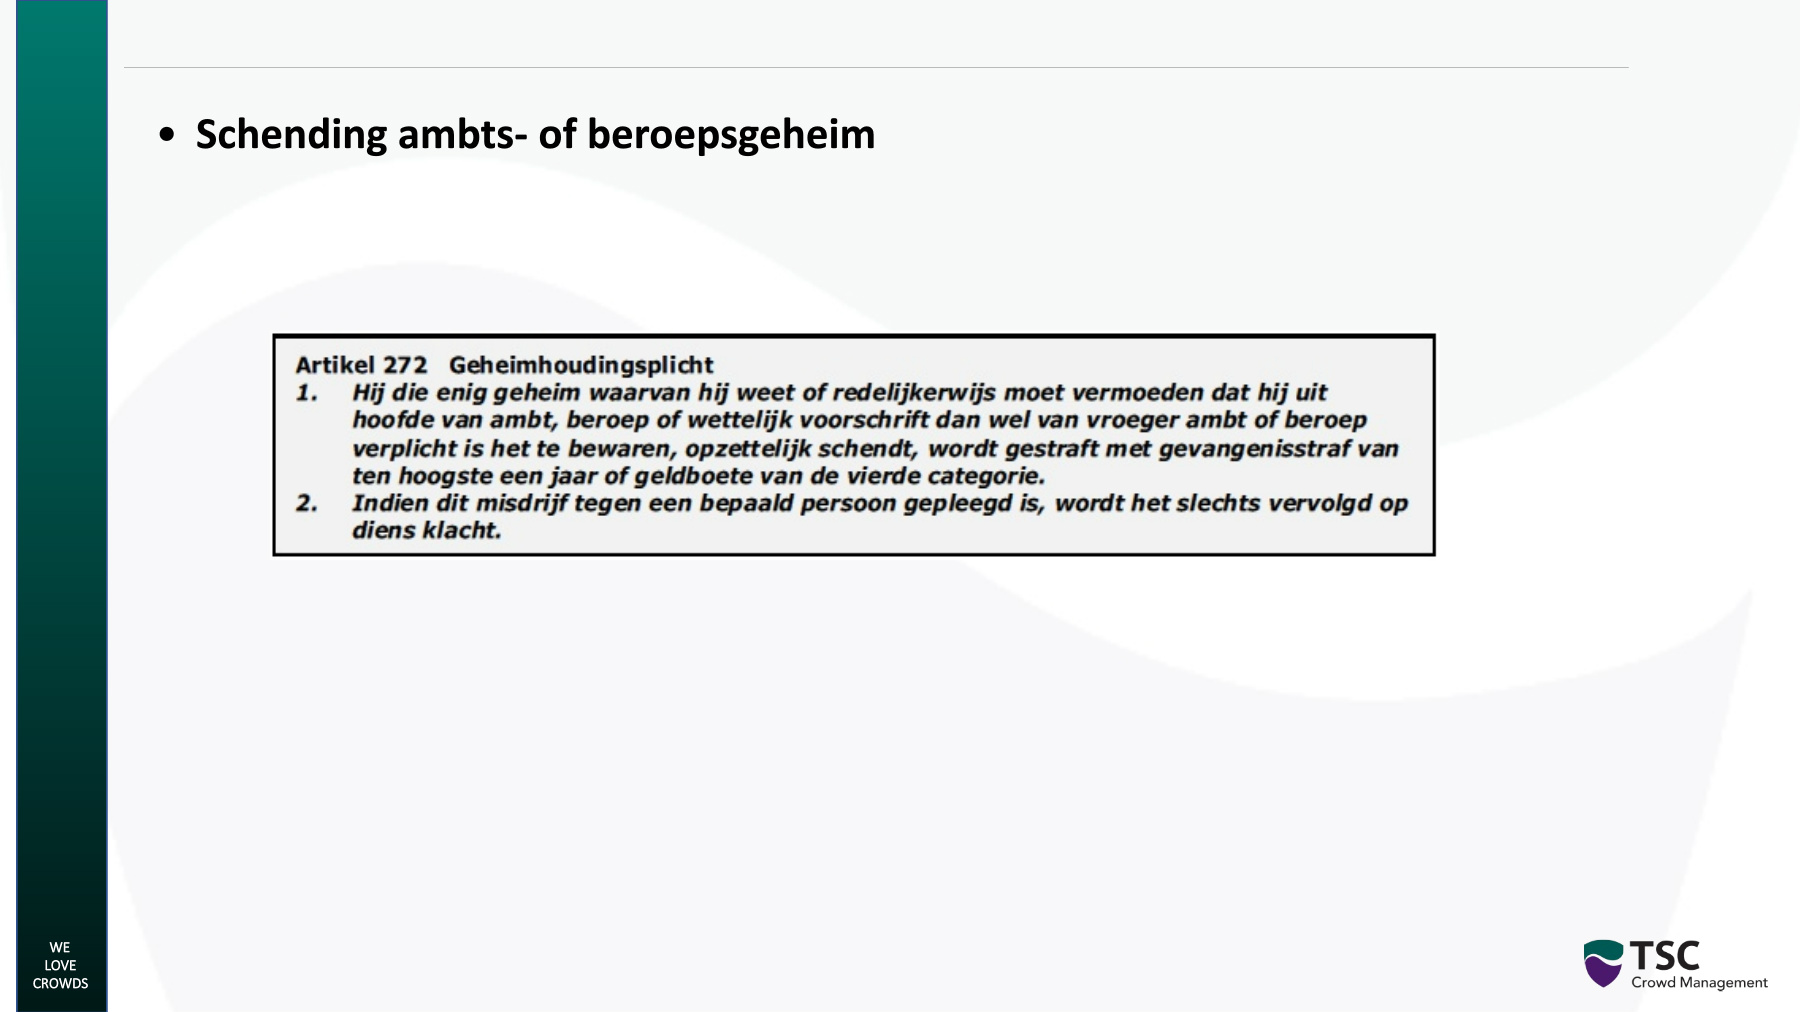 • Schending ambts- of beroepsgeheim
Artikel 272 Geheimhoudingsplicht
1. Hij die enig geheim waarvan hij weet of redelijkerwijs moet vermoeden dat hij uit
hoofde van ambt, beroep of wettelijk voorschrift dan wel van vroeger ambt of beroep
verplicht is het te bewaren, opzettelijk schendt, wordt gestraft met gevangenisstraf van
ten hoogste een jaar of geldboete van de vierde categorie.
2. Indien dit misdrijf tegen een bepaald persoon gepleegd is, wordt het slechts vervolgd op
diens klacht.
WE
LOVE
CROWDS
TSC
Crowd Management